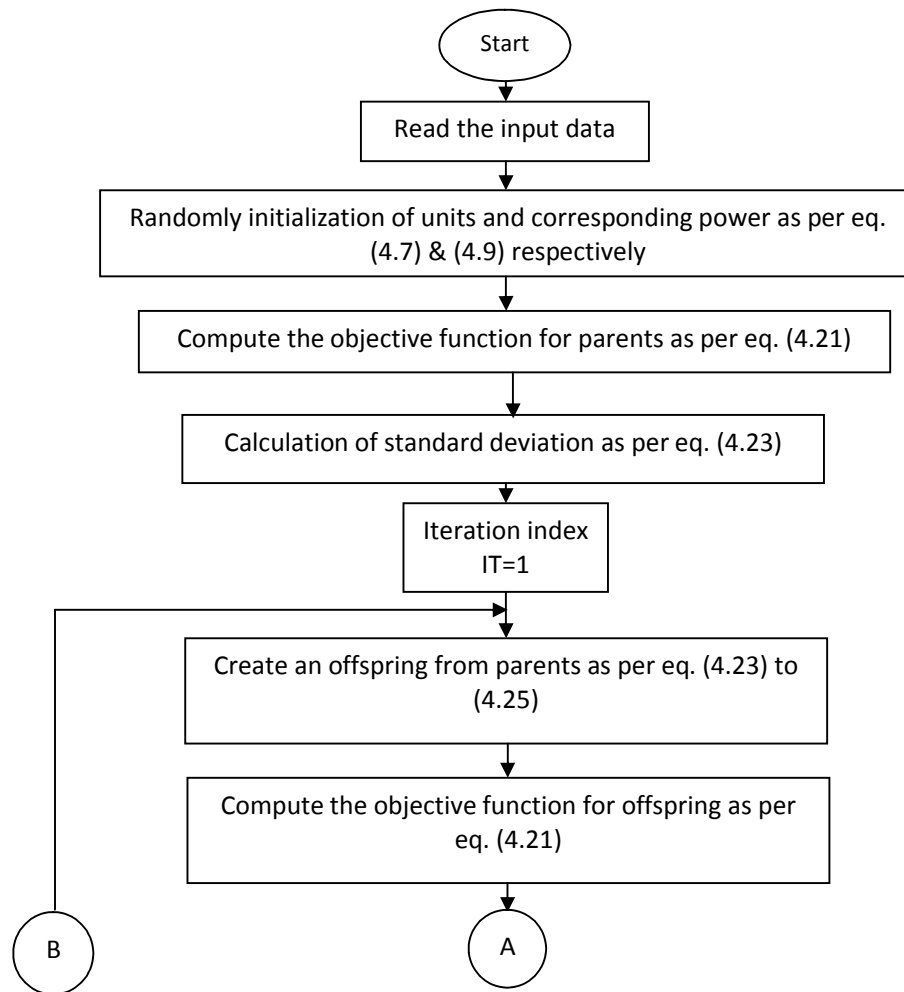 Start
Read the input data
Randomly initialization of units and corresponding power as per eq.
(4.7) & (4.9) respectively
Compute the objective function for parents as per eq. (4.21)
Calculation of standard deviation as per eq. (4.23)
Iteration index
IT=1
Create an offspring from parents as per eq. (4.23) to
(4.25)
Compute the objective function for offspring as per
eq. (4.21)
B
A